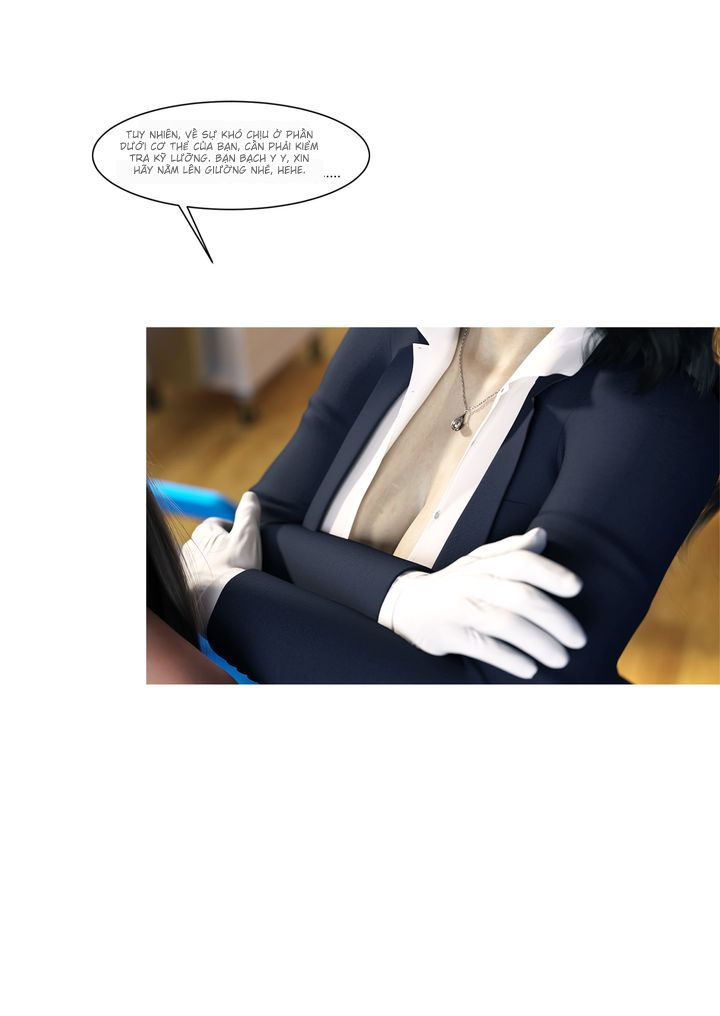 TUY NHIÊN, VỀ SỰ KHÓ CHỊU Ở PHẦN
DƯỚI CƠ THỂ CỦA BẠN, CẦN PHẢI KIỂM
TRA KỸ LƯỠNG. BẠN BẠCH Y Y, XIN
HÃY NẰM LÊN GIƯỜNG NHÉ, HEHE. .....